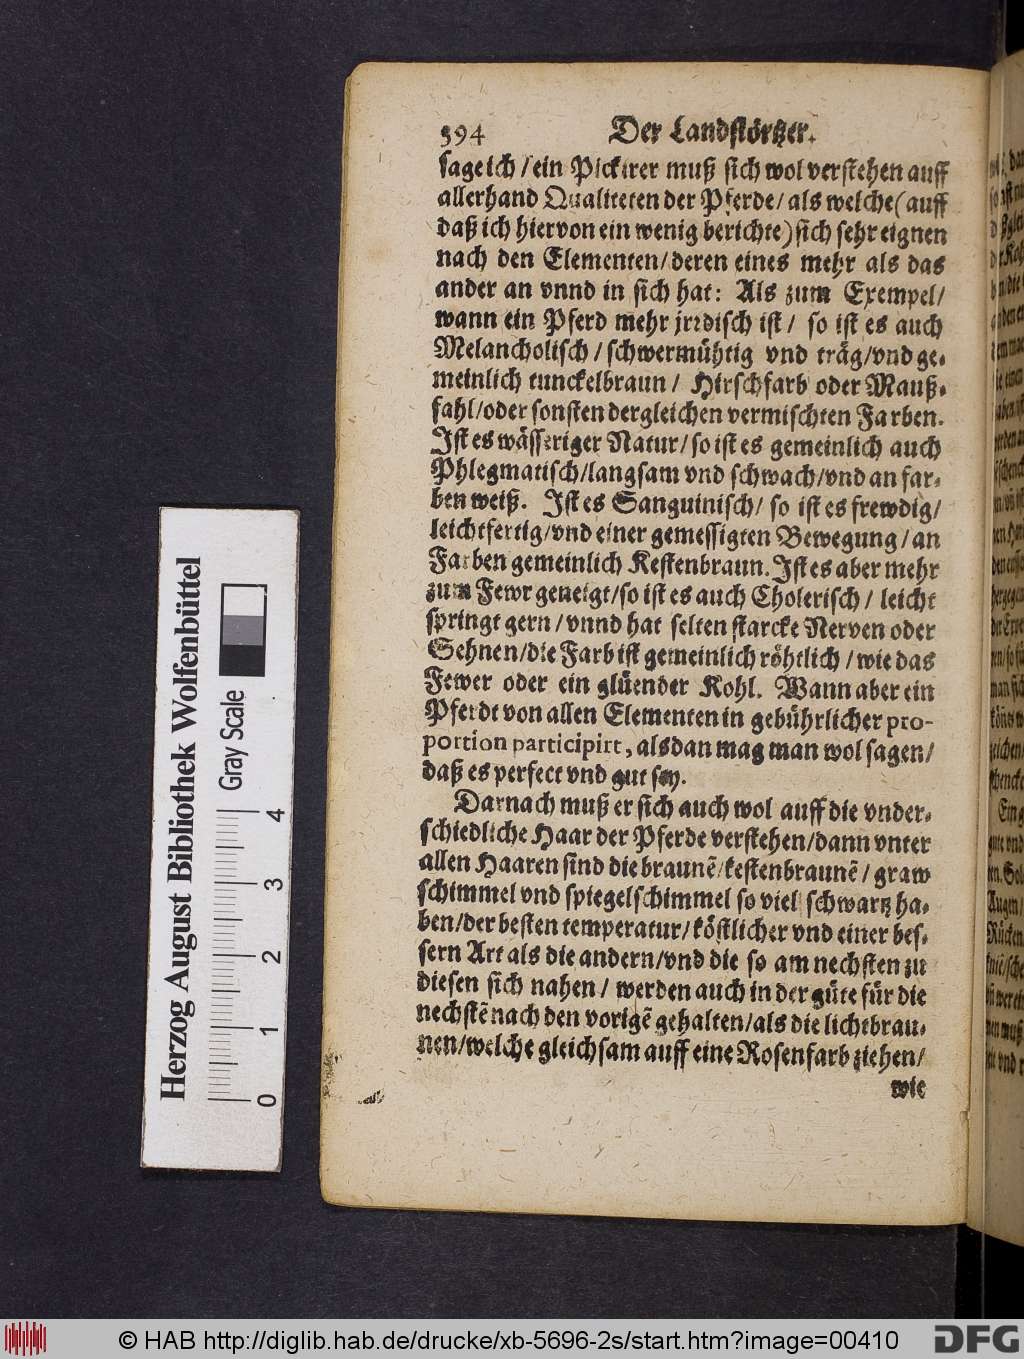 394 Der Landstörtzer.
sage ich / ein Pickirer muß sich wol verstehen auff
allerhand Qualiteten der Pferde / als welche (auff
daß ich hiervon ein wenig berichte) sich sehr eignen
nach den Elementen / deren eines mehr als das
ander an vnnd in sich hat: Als zum Exempel /
wann ein Pferd mehr jrrdisch ist / so ist es auch
Melancholisch / schwermühtig vnd träg / vnd ge-
meinlich tunckelbraun / Hirschfarb oder Mauß-
fahl / oder sonsten dergleichen vermischten Farben.
Ist es wässeriger Natur / so ist es gemeinlich auch
Phlegmatisch / langsam vnd schwach / vnd an far-
ben weiß. Ist es Sanguinisch / so ist es frewdig /
leichtfertig / vnd einer gemessigten Bewegung / an
Farben gemeinlich Kestenbraun. Ist es aber mehr
zum Fewr geneigt / so ist es auch Cholerisch / leicht
springt gern / vnnd hat selten starcke Nerven oder
Sehnen / die Farb ist gemeinlich röhtlich / wie das
Fewer oder ein glüender Kohl. Wann aber ein
Pferdt von allen Elementen in gebührlicher pro-
portion participirt, alsdan mag man wol sagen /
daß es perfect vnd gut sey.
Darnach muß er sich auch wol auff die vnder-
schiedliche Haar der Pferde verstehen / dann vnter
allen Haaren sind die braunẽ / kestenbraunẽ / graw
schimmel vnd spiegelschimmel so viel schwartz ha-
ben / der besten temperatur / köstlicher vnd einer bes-
sern Art als die andern / vnd die so am nechsten zu
diesen sich nahen / werden auch in der güte für die
nechstẽ nach den vorigẽ gehalten / als die lichtbrau-
nen / welche gleichsam auff eine Rosenfarb ziehen /
wie
Herzog August Bibliothek Wolfenbüttel
Gray Scale
0 1 2 3 4
© HAB http://diglib.hab.de/drucke/xb-5696-2s/start.htm?image=00410
DFG